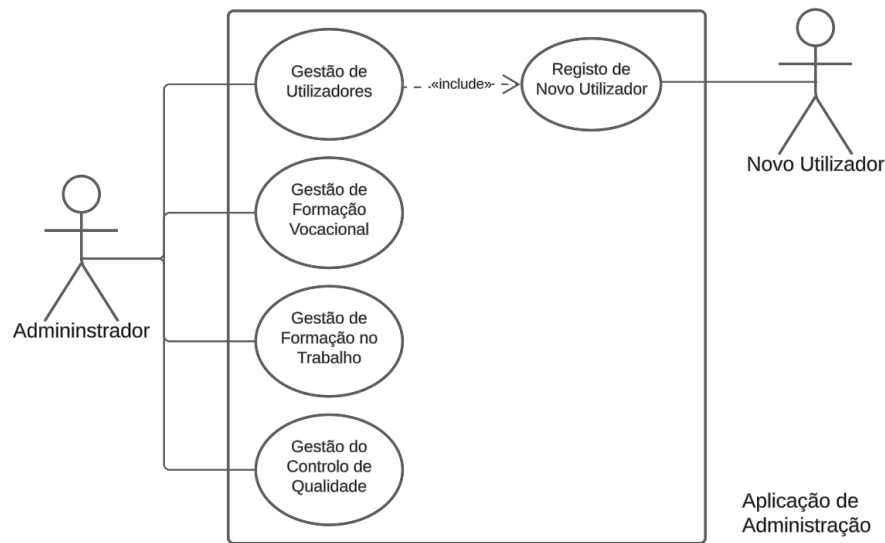 Gestão de
Utilizadores
«include»
Registo de
Novo Utilizador
Novo Utilizador
Gestão de
Formação
Vocacional
Admininstrador
Gestão de
Formação no
Trabalho
Gestão do
Controlo de
Qualidade
Aplicação de
Administração